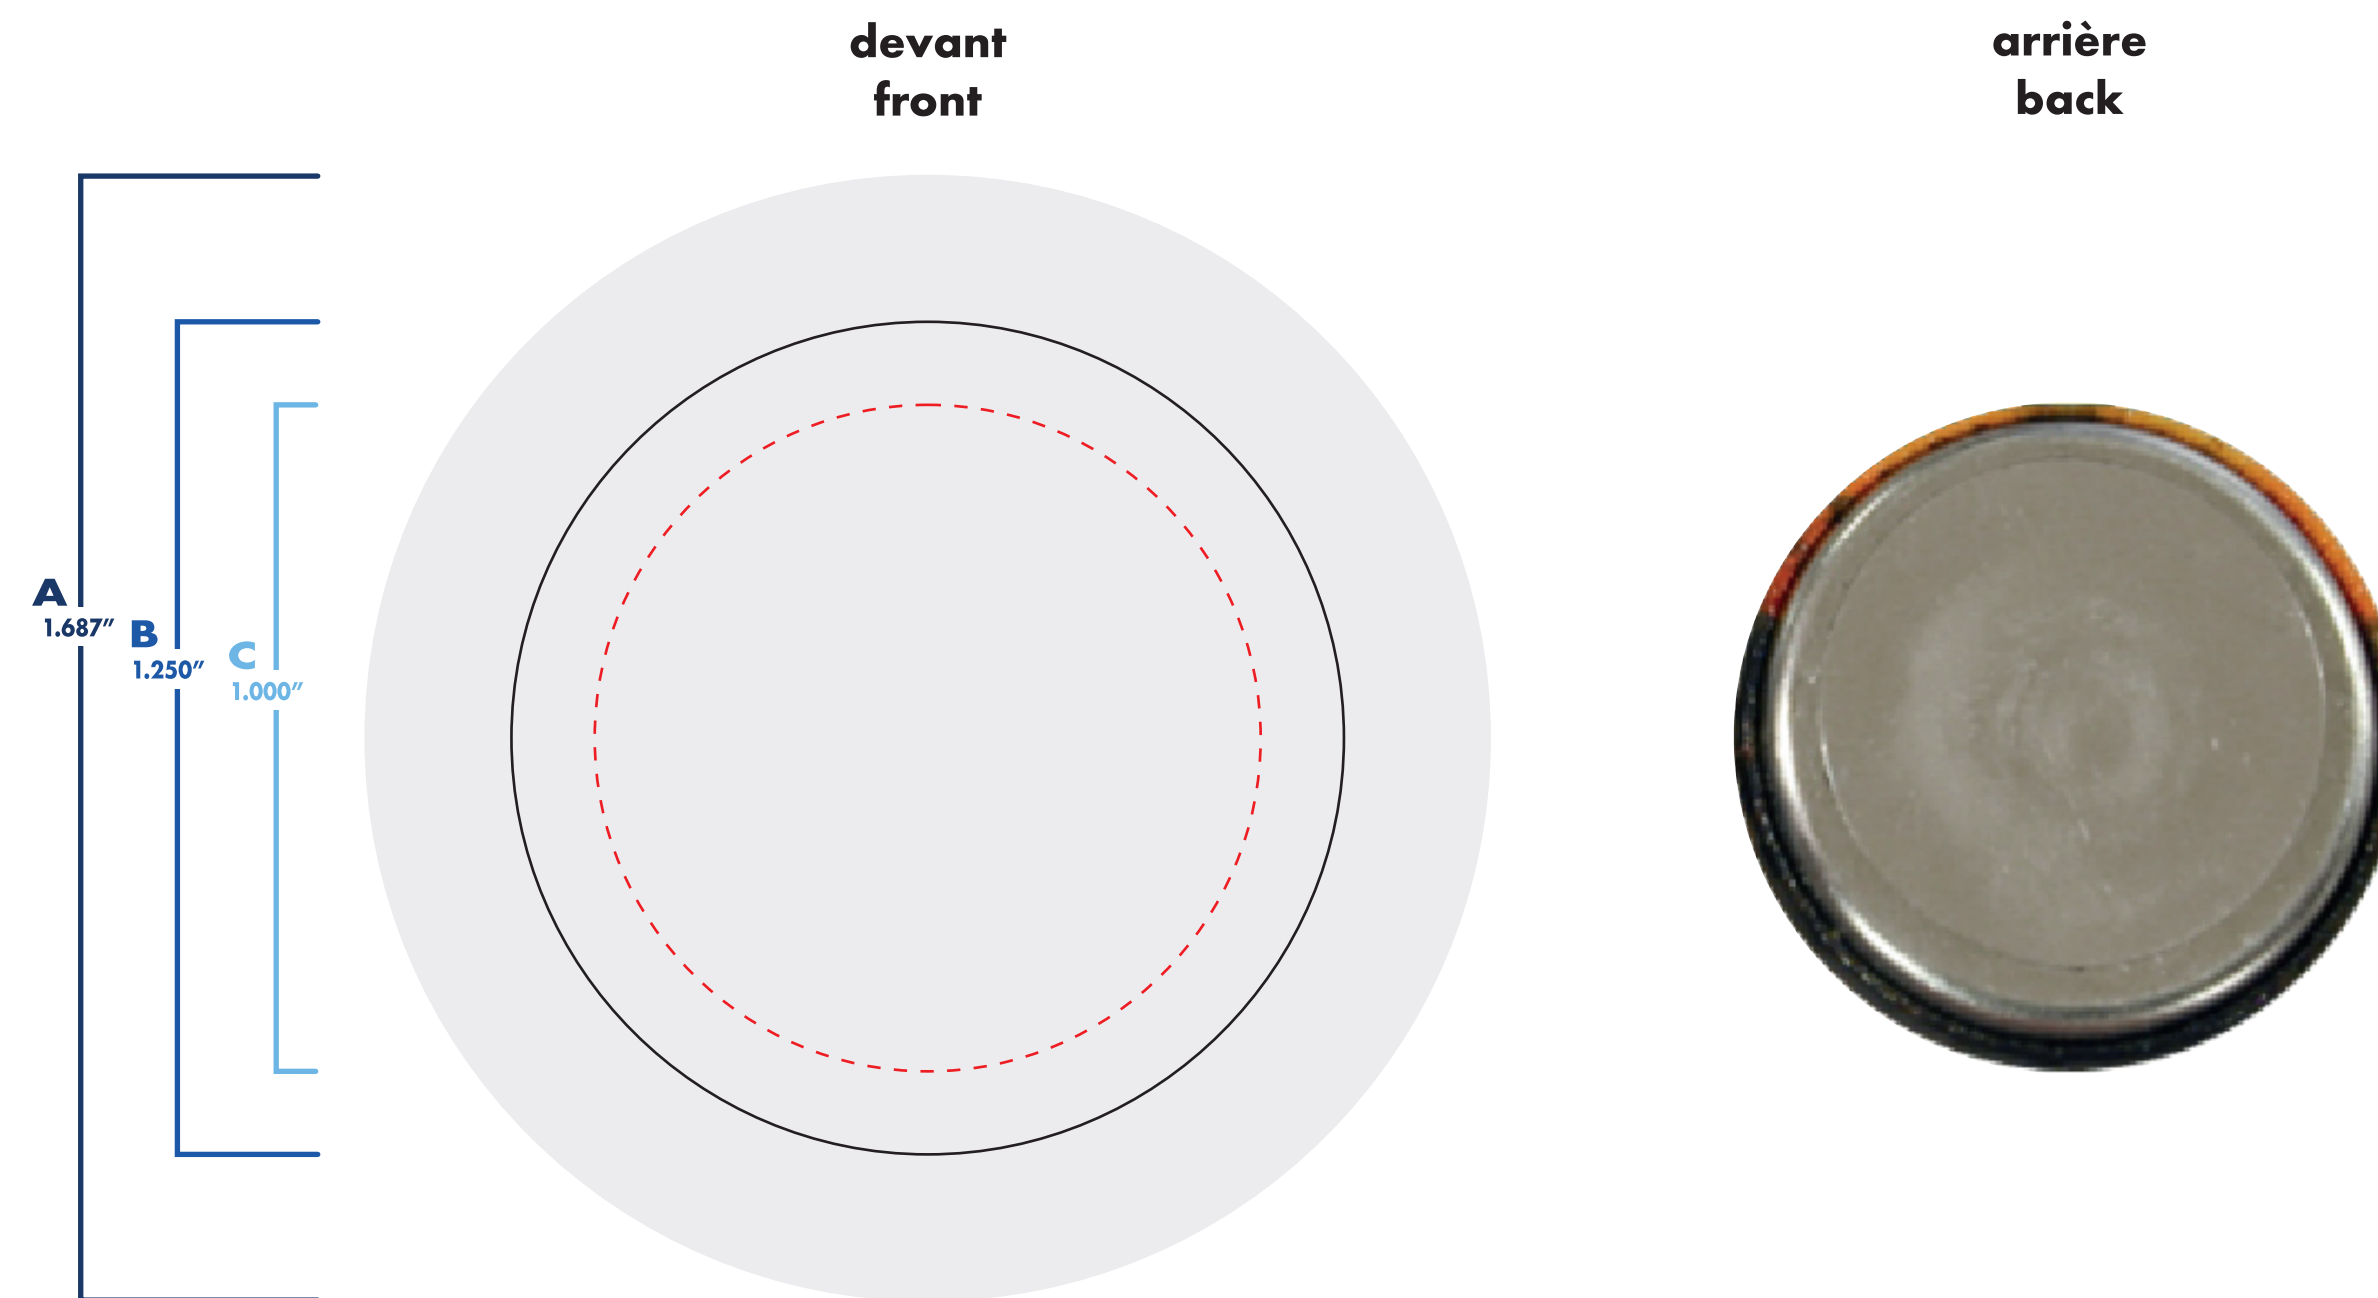 devant
front
arrière
back
A
1.687”
B
1.250”
C
1.000”